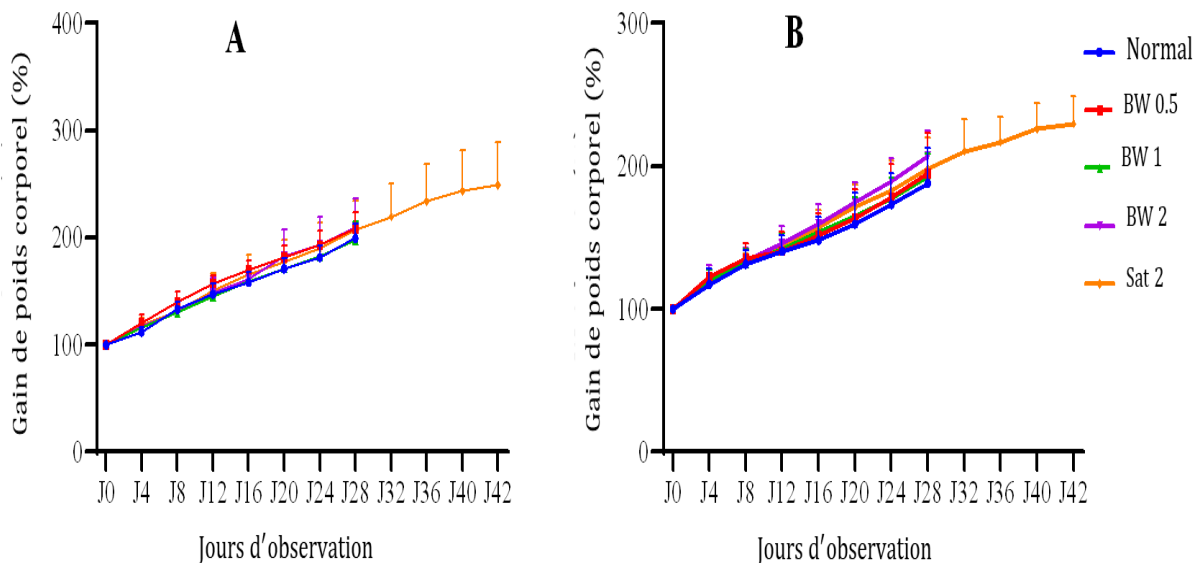 A
Gain de poids corporel (%)
400
300
200
100
0
J0 J4 J8 J12 J16 J20 J24 J28 J32 J36 J40 J42
Jours d'observation
B
Gain de poids corporel (%)
300
200
100
0
J0 J4 J8 J12 J16 J20 J24 J28 J32 J36 J40 J42
Jours d'observation
Normal
BW 0.5
BW 1
BW 2
Sat 2